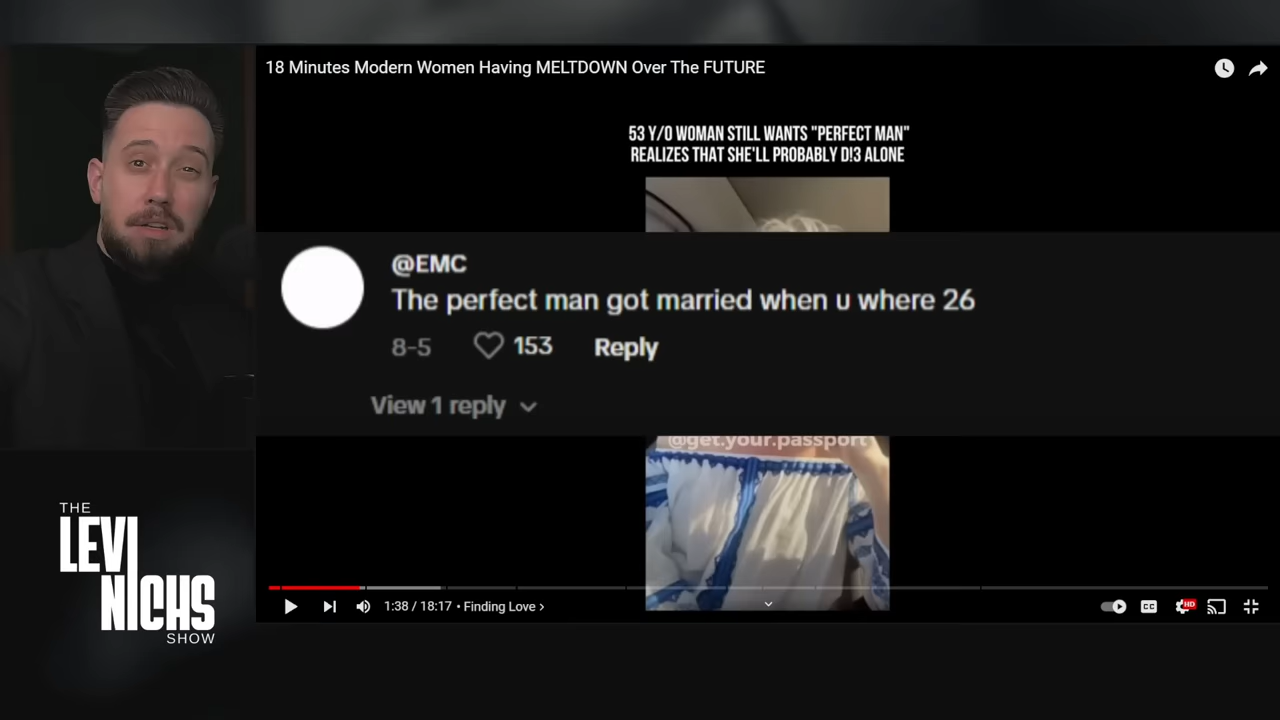 18 Minutes Modern Women Having MELTDOWN Over The FUTURE
53 Y/O WOMAN STILL WANTS "PERFECT MAN"
REALIZES THAT SHE'LL PROBABLY D!3 ALONE
@EMC
The perfect man got married when u where 26
8-5 153 Reply
View 1 reply
@get.your.passport
THE
LEVI
NICHS
SHOW
1:38 / 18:17 • Finding Love ›
CC
HD